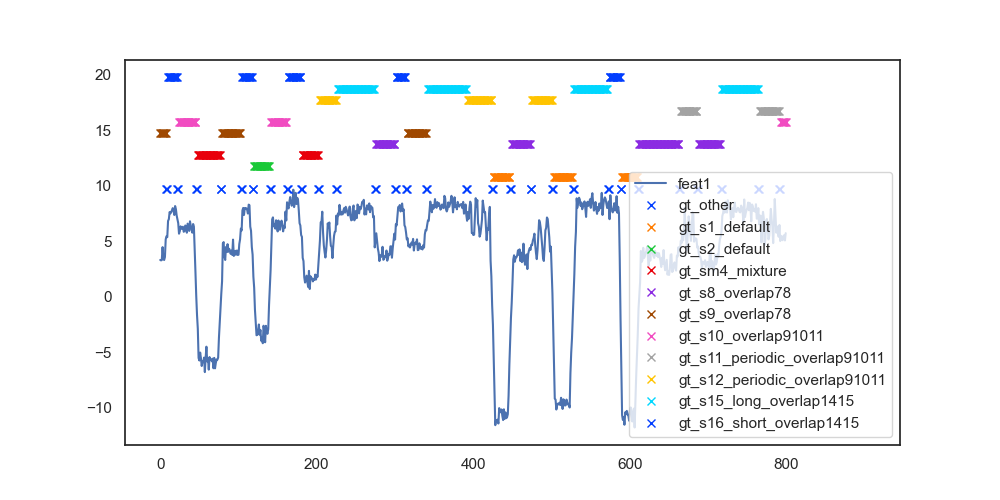 20
15
10
5
0
−5
−10
0
200
400
600
800
feat1
gt_other
gt_s1_default
gt_s2_default
gt_sm4_mixture
gt_s8_overlap78
gt_s9_overlap78
gt_s10_overlap91011
gt_s11_periodic_overlap91011
gt_s12_periodic_overlap91011
gt_s15_long_overlap1415
gt_s16_short_overlap1415